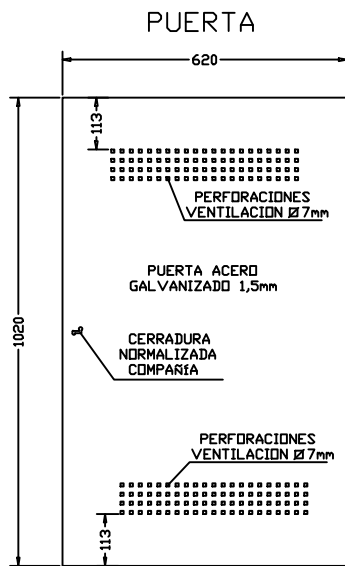 PUERTA
620
113
PERFORACIONES
VENTILACION Ø7mm
PUERTA ACERO
GALVANIZADO 1,5mm
1020
CERRADURA
NORMALIZADA
COMPAÑÍA
PERFORACIONES
VENTILACION Ø7mm
113